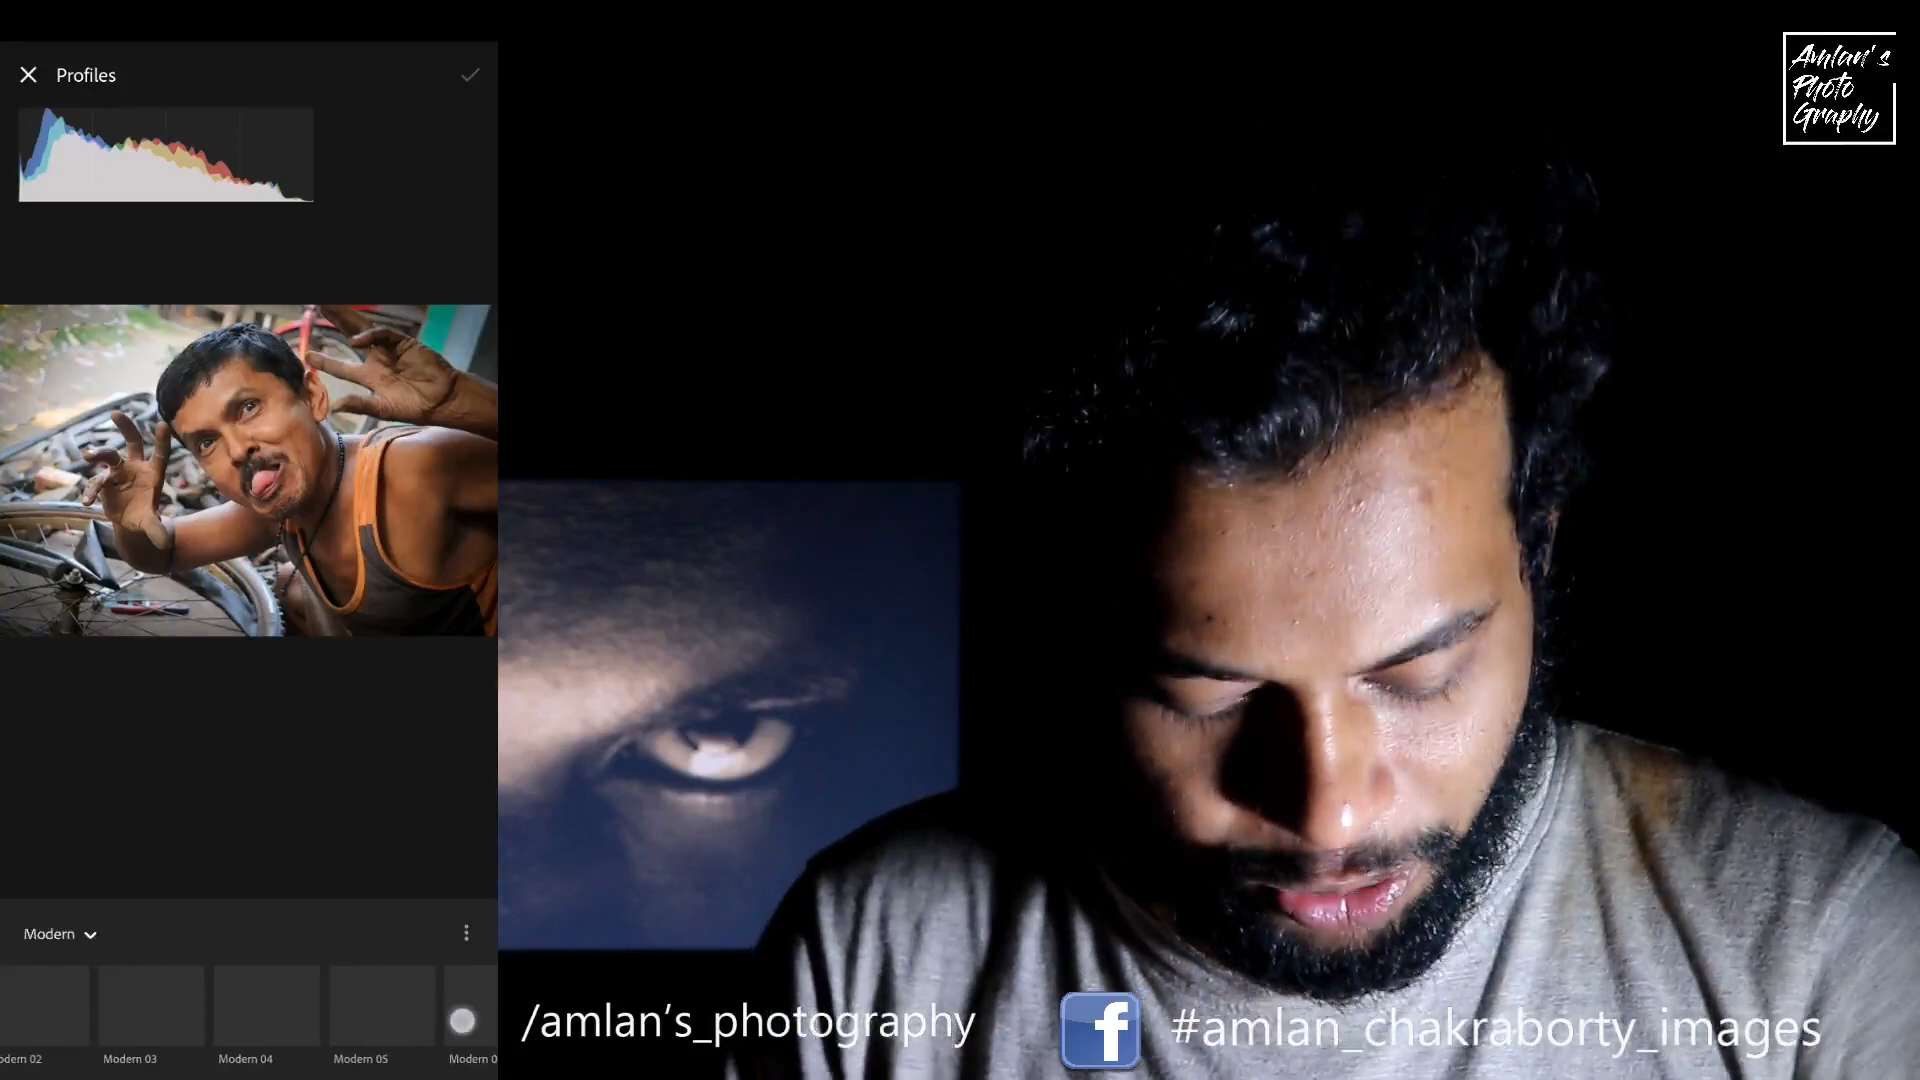 Profiles
Amlan's
Photo
Graphy
Modern
odern 02
Modern 03
Modern 04
Modern 05
Modern 0
/amlan's_photography
f
#amlan_chakraborty_images